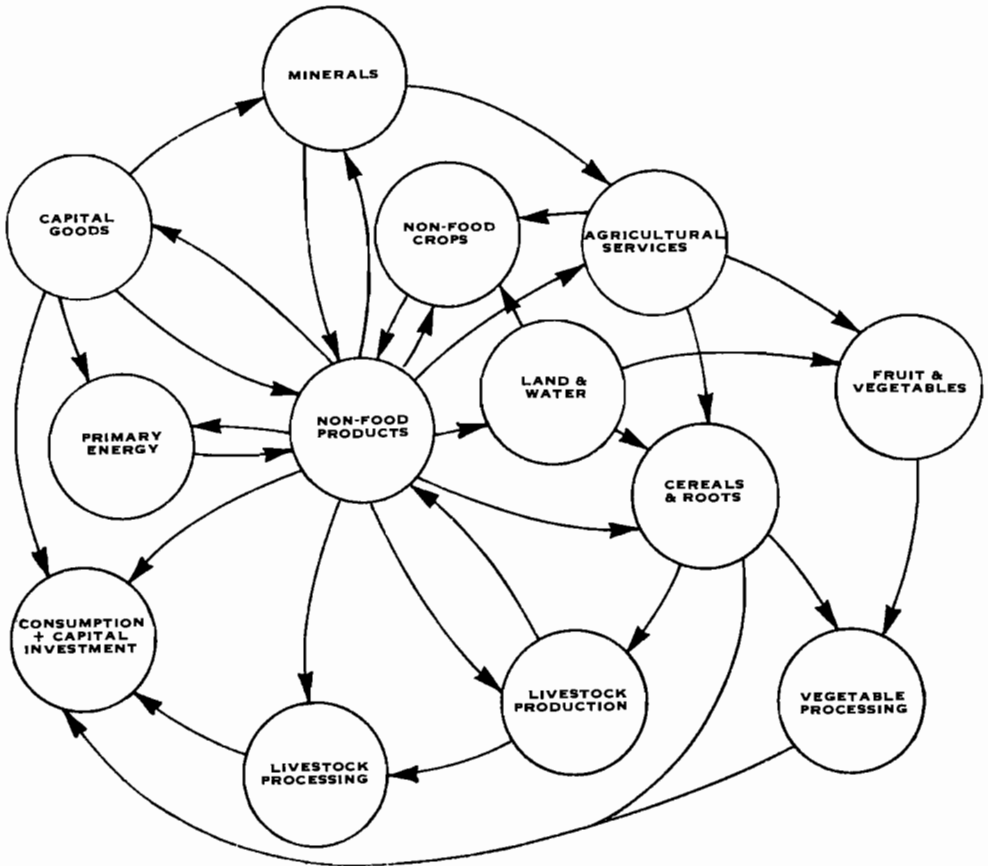 MINERALS
CAPITAL
GOODS
NON-FOOD
CROPS
AGRICULTURAL
SERVICES
LAND &
WATER
FRUIT &
VEGETABLES
PRIMARY
ENERGY
NON-FOOD
PRODUCTS
CEREALS
& ROOTS
CONSUMPTION
+ CAPITAL
INVESTMENT
LIVESTOCK
PRODUCTION
VEGETABLE
PROCESSING
LIVESTOCK
PROCESSING